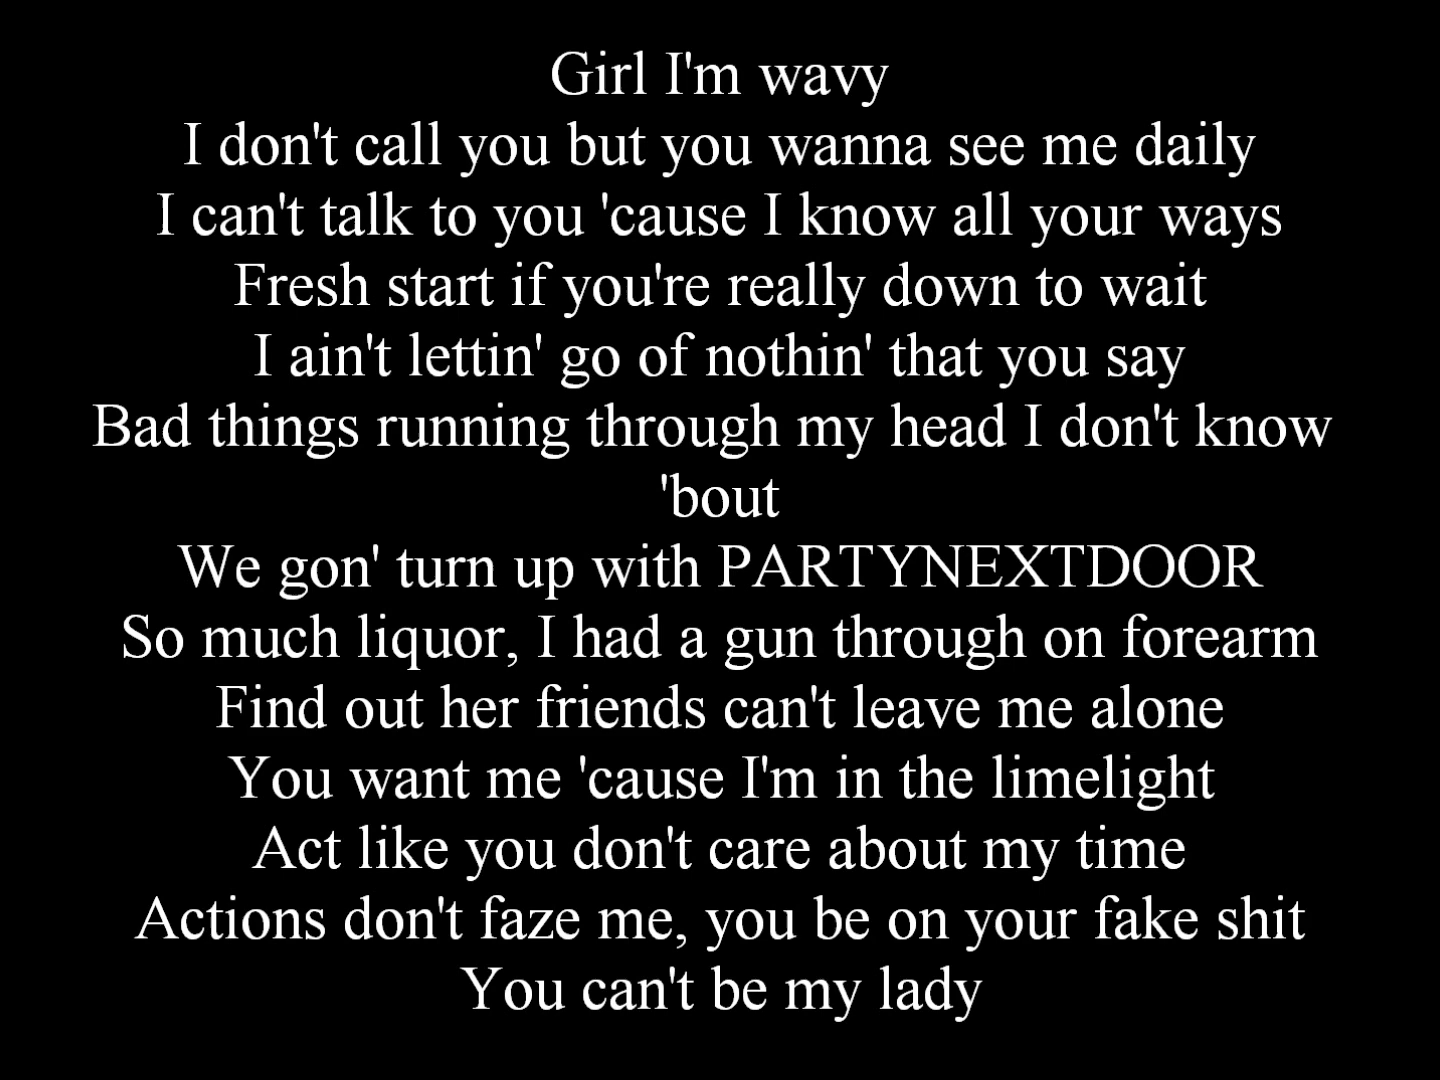 Girl I'm wavy
I don't call you but you wanna see me daily
I can't talk to you 'cause I know all your ways
Fresh start if you're really down to wait
I ain't lettin' go of nothin' that you say
Bad things running through my head I don't know
'bout
We gon' turn up with PARTYNEXTDOOR
So much liquor, I had a gun through on forearm
Find out her friends can't leave me alone
You want me 'cause I'm in the limelight
Act like you don't care about my time
Actions don't faze me, you be on your fake shit
You can't be my lady